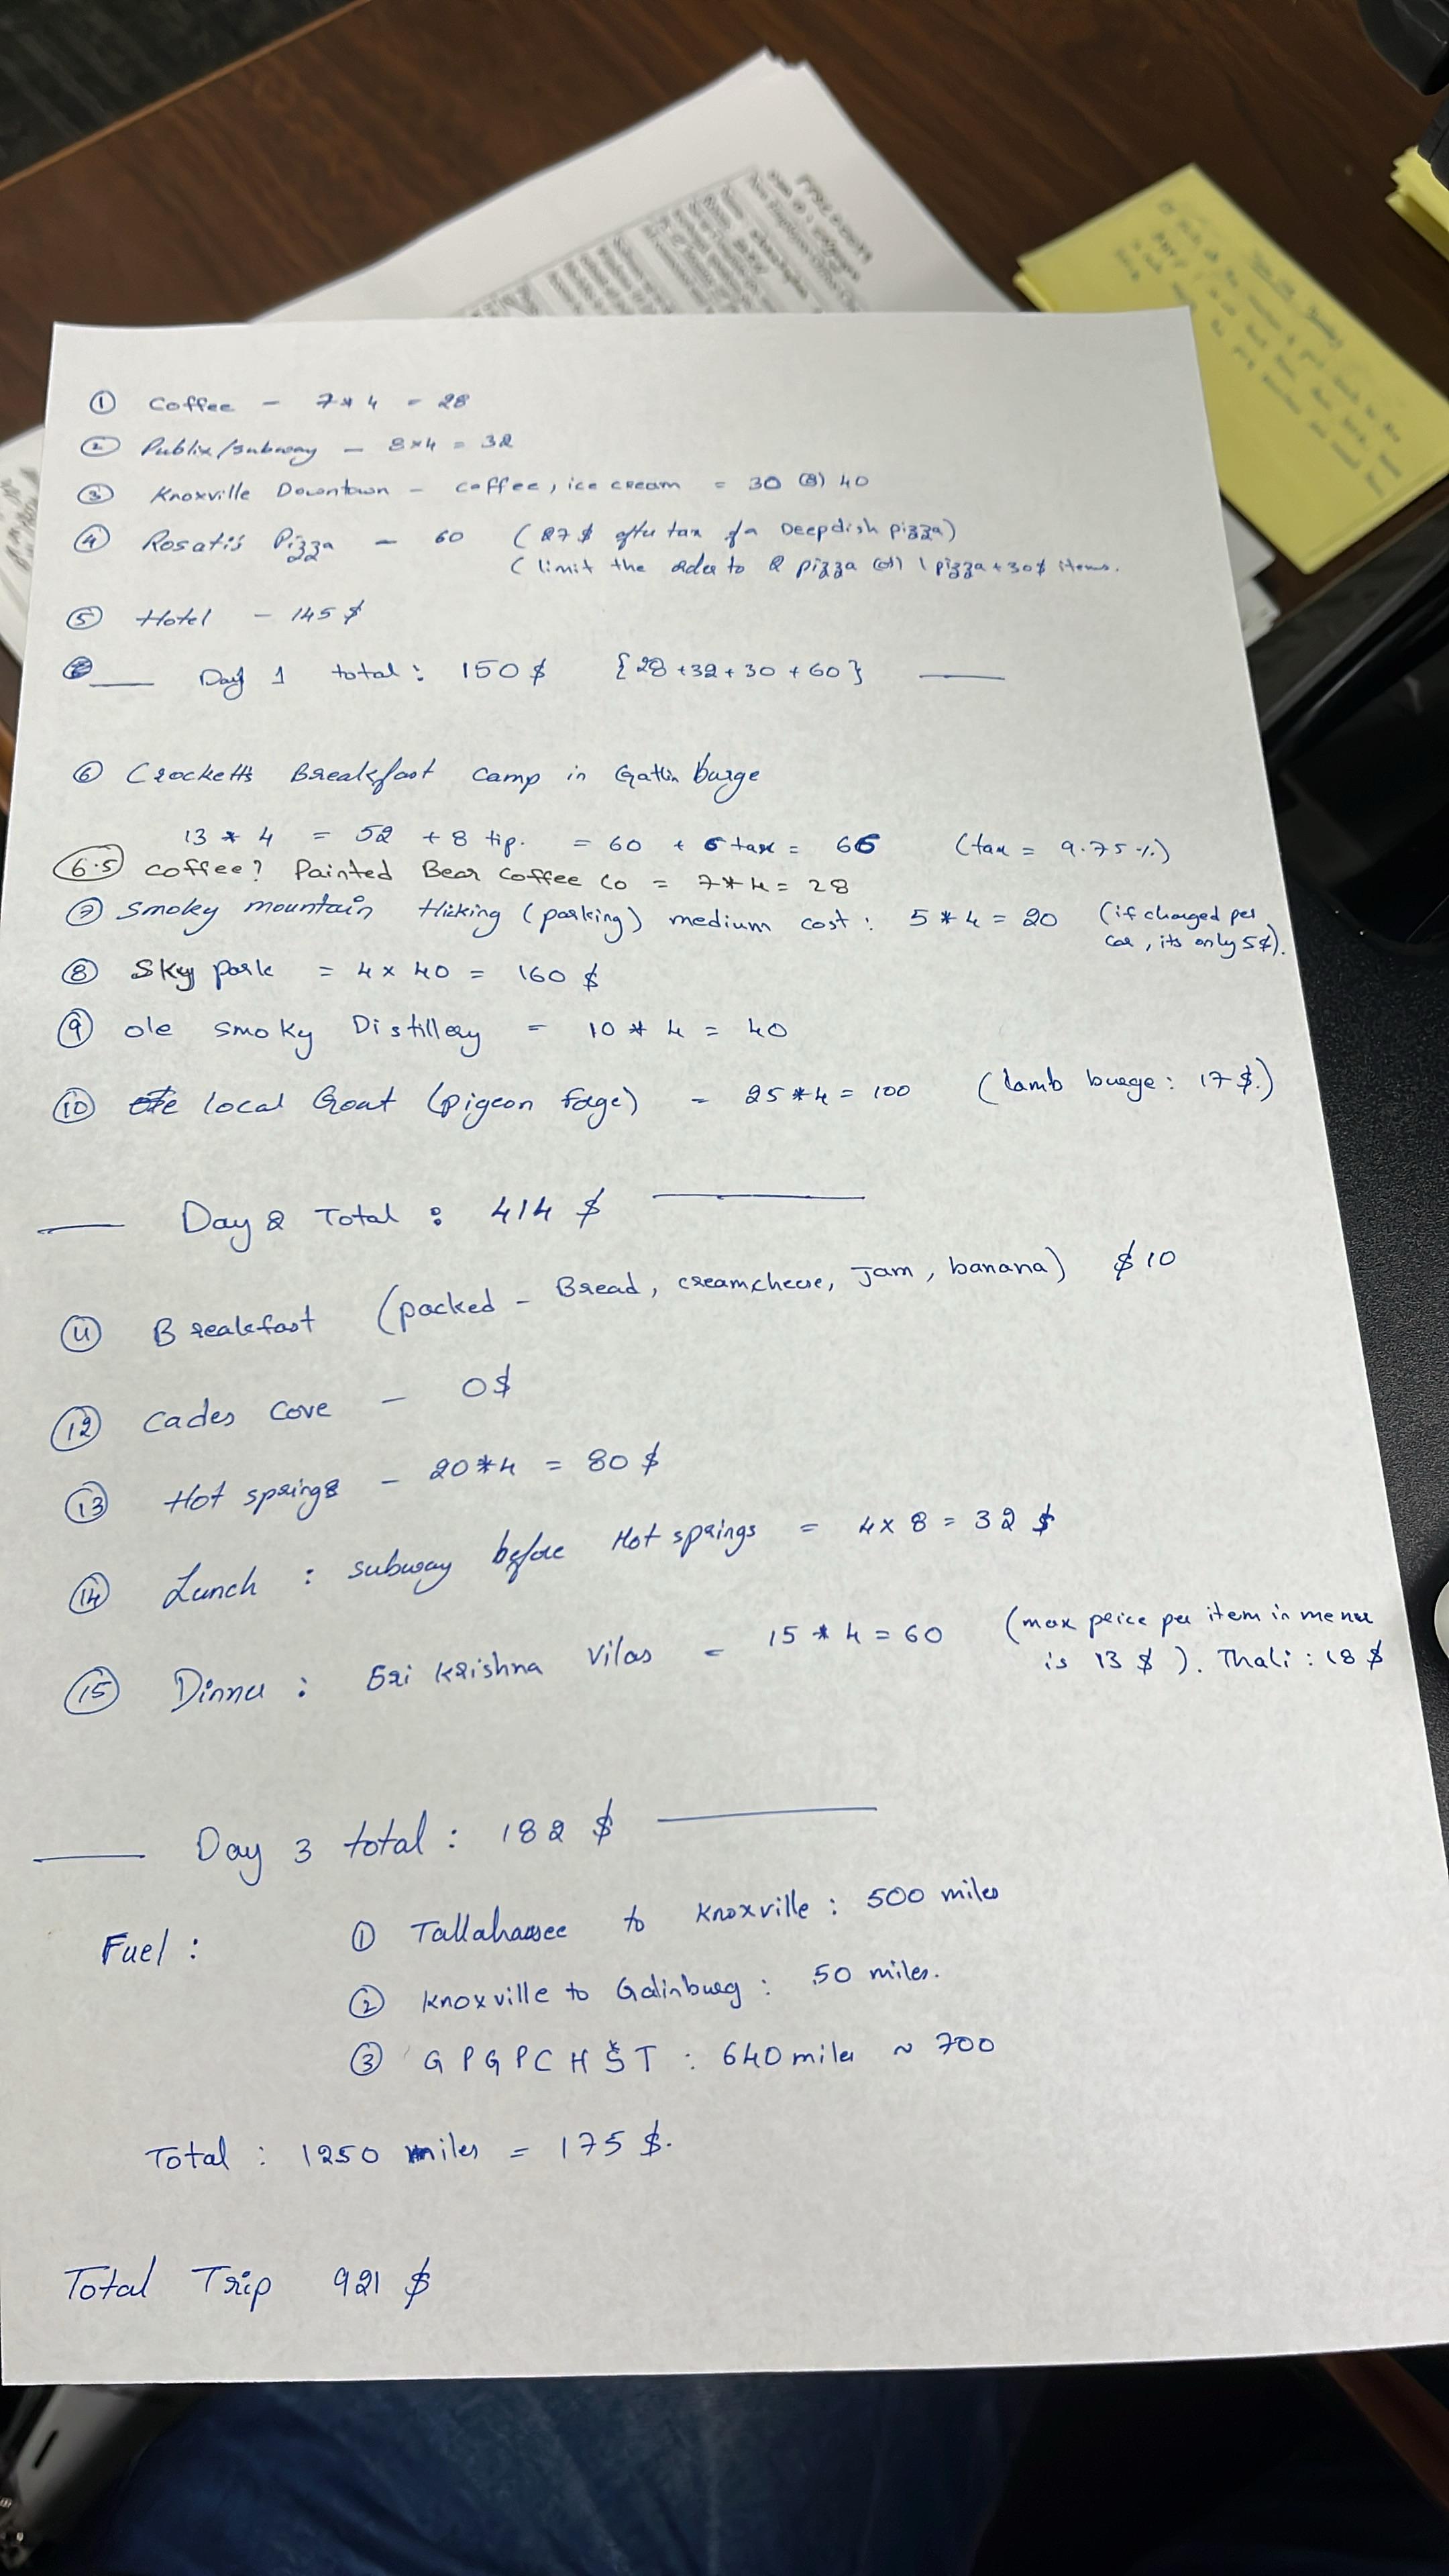 ① Coffee - 7*4 = 28
② Publix/subway - 8×4 = 32
③ Knoxville Downtown - coffee, ice cream = 30 (or) 40
④ Rosati's Pizza - 60 (27$ after tax of a Deepdish pizza)
( limit the order to 2 pizza (or) 1 pizza + 30$ items.
⑤ Hotel - 145 $
Day 1 total: 150 $ {28+32+30+60}
⑥ Crocketts Breakfast camp in Gatlin burge
13 * 4 = 52 + 8 tip. = 60 + 6 tax = 66 (tax = 9.75%)
6.5 coffee? Painted Bear Coffee Co = 7*4 = 28
⑦ Smoky mountain Hicking (parking) medium cost: 5*4 = 20 (if charged per
car, its only 5$).
⑧ Sky park = 4 × 40 = 160 $
⑨ ole smoky Distillery = 10 * 4 = 40
⑩ local Goat (pigeon foge) = 25*4 = 100 (lamb burge: 17$.)
Day 2 Total: 414 $
⑪ Breakfast (packed - Bread, creamcheese, Jam, banana) $10
⑫ Cades Cove - 0$
⑬ Hot springs - 20*4 = 80 $
⑭ Lunch: subway before Hot springs = 4×8 = 32 $
⑮ Dinner: Sri Krishna Vilas = 15 * 4 = 60 (max price per item in menu
is 13 $). Thali: 18 $
Day 3 total: 182 $
Fuel: ① Tallahassee to Knoxville: 500 miles
② Knoxville to Galinburg: 50 miles.
③ G P G P C H S T : 640 miles ~ 700
Total: 1250 miles = 175 $.
Total Trip 921 $